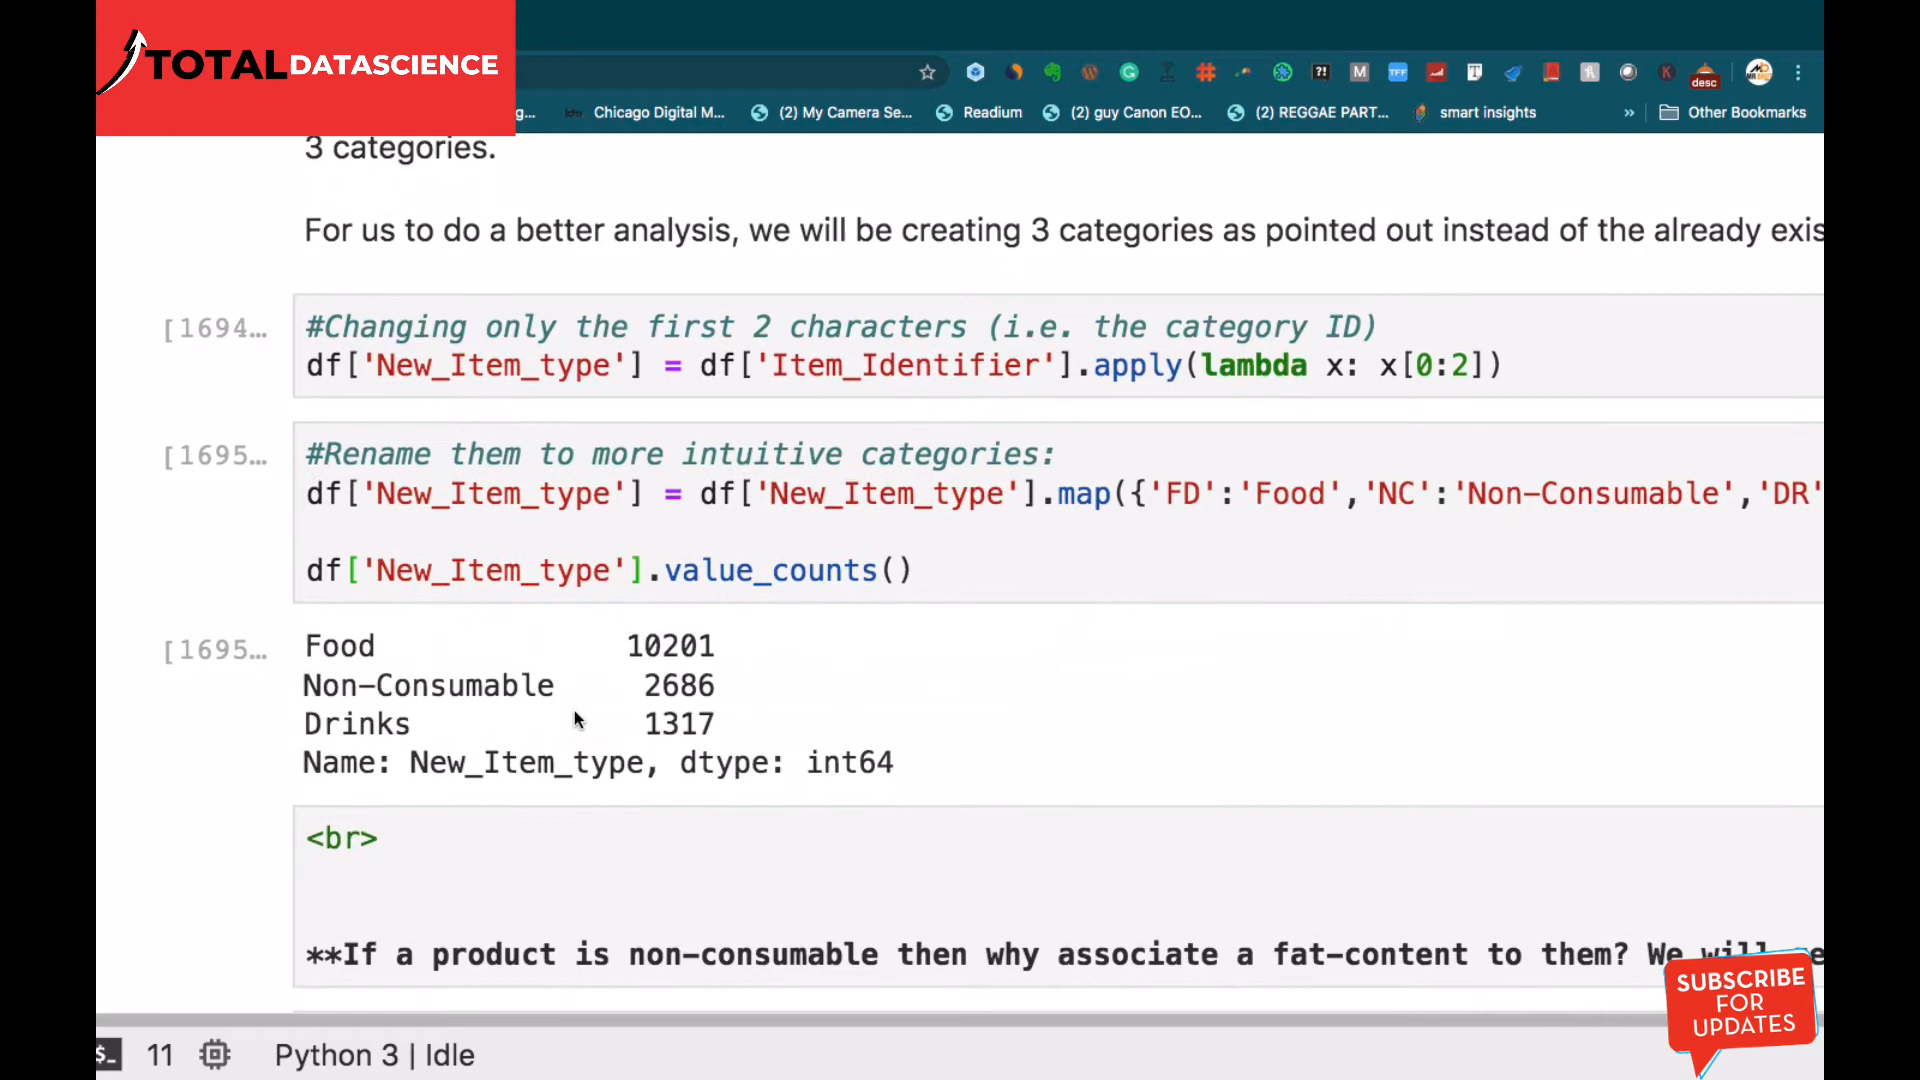 TOTALDATASCIENCE
desc
g...
Chicago Digital M...
(2) My Camera Se...
Readium
(2) guy Canon EO...
(2) REGGAE PART...
smart insights
»
Other Bookmarks
3 categories.
For us to do a better analysis, we will be creating 3 categories as pointed out instead of the already exis
[1694…
#Changing only the first 2 characters (i.e. the category ID)
df['New_Item_type'] = df['Item_Identifier'].apply(lambda x: x[0:2])
[1695…
#Rename them to more intuitive categories:
df['New_Item_type'] = df['New_Item_type'].map({'FD':'Food','NC':'Non-Consumable','DR'
df['New_Item_type'].value_counts()
[1695…
Food 10201
Non-Consumable 2686
Drinks 1317
Name: New_Item_type, dtype: int64
<br>
**If a product is non-consumable then why associate a fat-content to them? We will
SUBSCRIBE
FOR
UPDATES
$_ 11 Python 3 | Idle